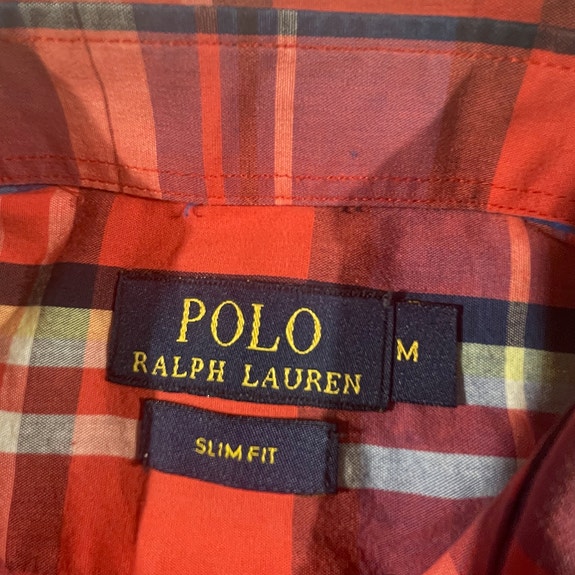 POLO
RALPH LAUREN
M
SLIM FIT